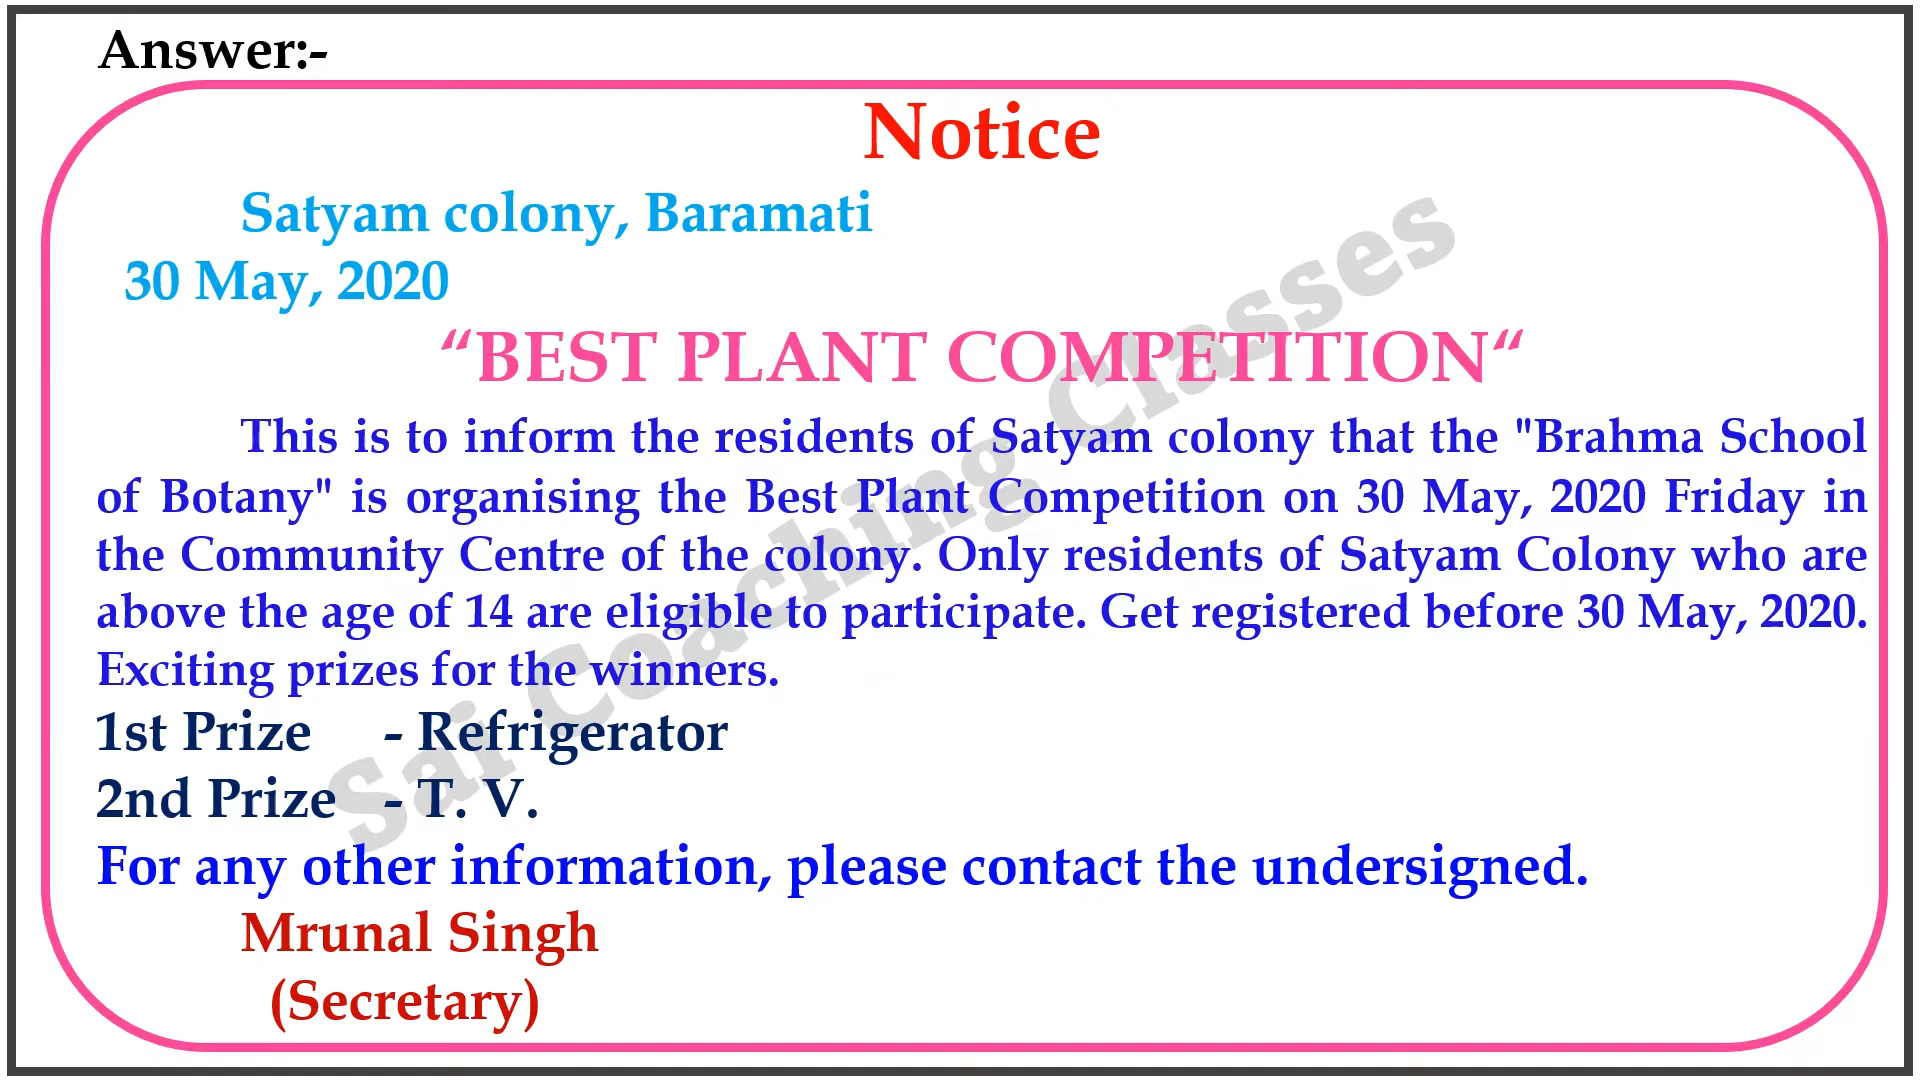 Answer:-
Notice
Satyam colony, Baramati
30 May, 2020
“BEST PLANT COMPETITION“
This is to inform the residents of Satyam colony that the "Brahma School
of Botany" is organising the Best Plant Competition on 30 May, 2020 Friday in
the Community Centre of the colony. Only residents of Satyam Colony who are
above the age of 14 are eligible to participate. Get registered before 30 May, 2020.
Exciting prizes for the winners.
1st Prize - Refrigerator
2nd Prize - T. V.
For any other information, please contact the undersigned.
Mrunal Singh
(Secretary)
Sai Coaching Classes